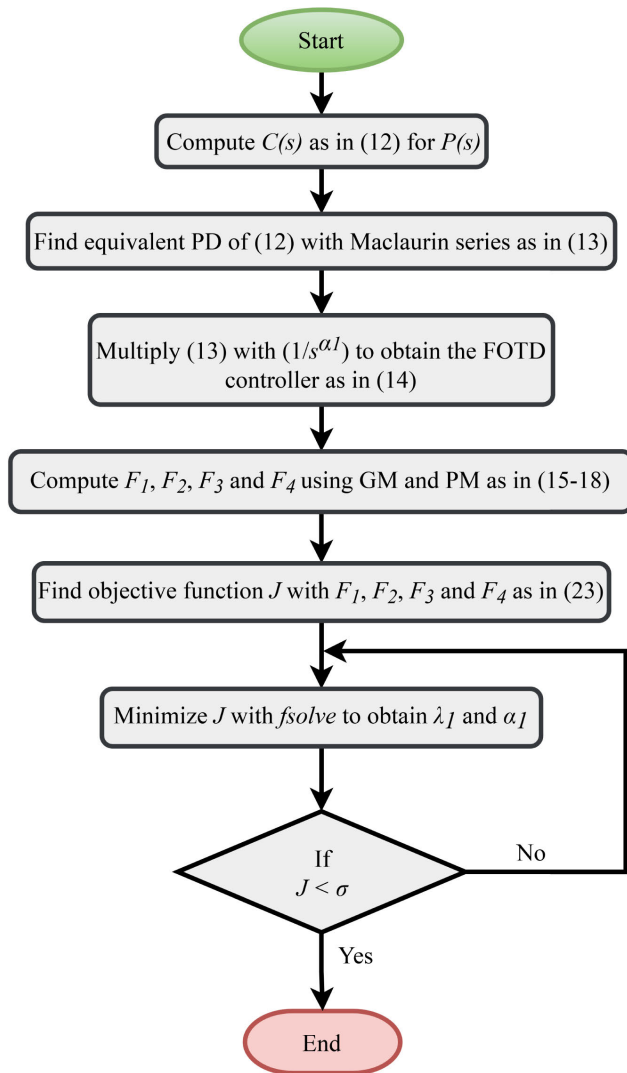 Start
Compute C(s) as in (12) for P(s)
Find equivalent PD of (12) with Maclaurin series as in (13)
Multiply (13) with (1/s^α1) to obtain the FOTD
controller as in (14)
Compute F₁, F₂, F₃ and F₄ using GM and PM as in (15-18)
Find objective function J with F₁, F₂, F₃ and F₄ as in (23)
Minimize J with fsolve to obtain λ₁ and α₁
If
J < σ
No
Yes
End